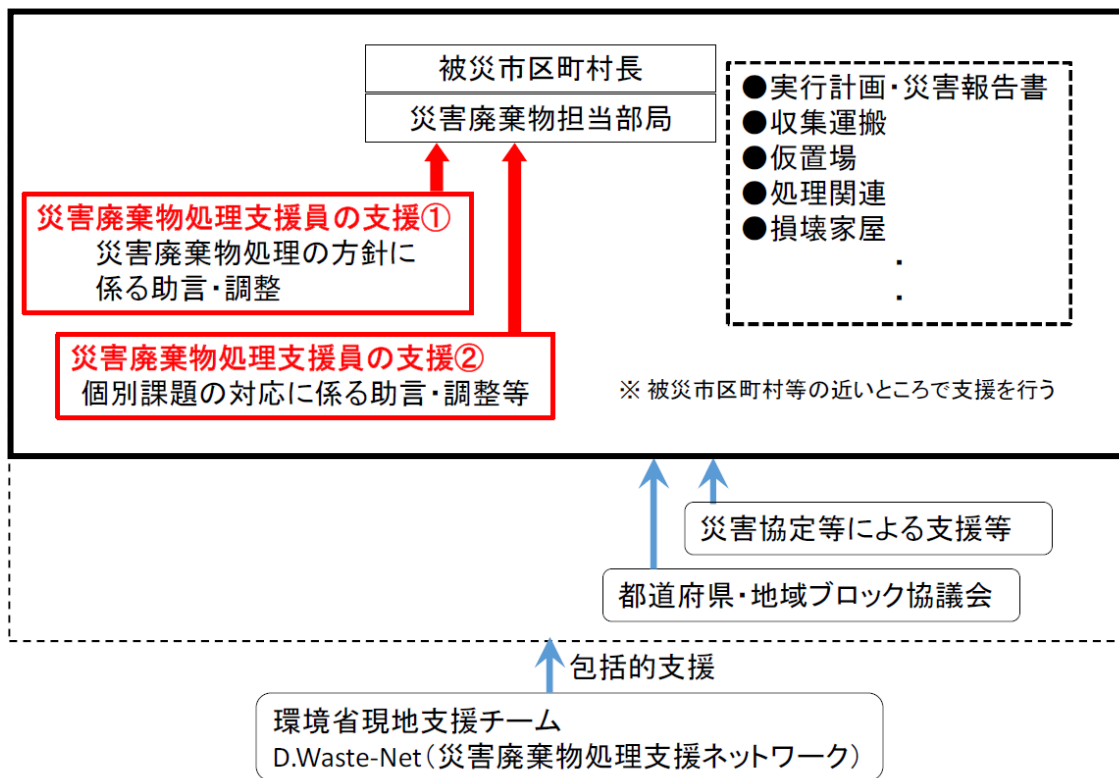 被災市区町村長
災害廃棄物担当部局
●実行計画・災害報告書
●収集運搬
●仮置場
●処理関連
●損壊家屋
・
・
災害廃棄物処理支援員の支援①
災害廃棄物処理の方針に
係る助言・調整
災害廃棄物処理支援員の支援②
個別課題の対応に係る助言・調整等
※ 被災市区町村等の近いところで支援を行う
災害協定等による支援等
都道府県・地域ブロック協議会
包括的支援
環境省現地支援チーム
D.Waste-Net(災害廃棄物処理支援ネットワーク)